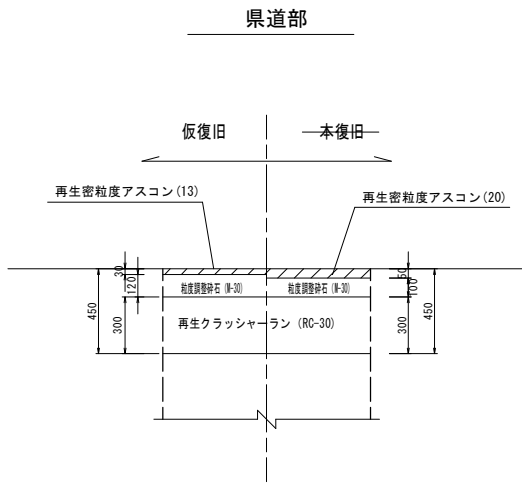 県道部
仮復旧
本復旧
再生密粒度アスコン(13)
再生密粒度アスコン(20)
30
50
120
粒度調整砕石(M-30)
粒度調整砕石(M-30)
100
450
300
再生クラッシャーラン (RC-30)
300
450